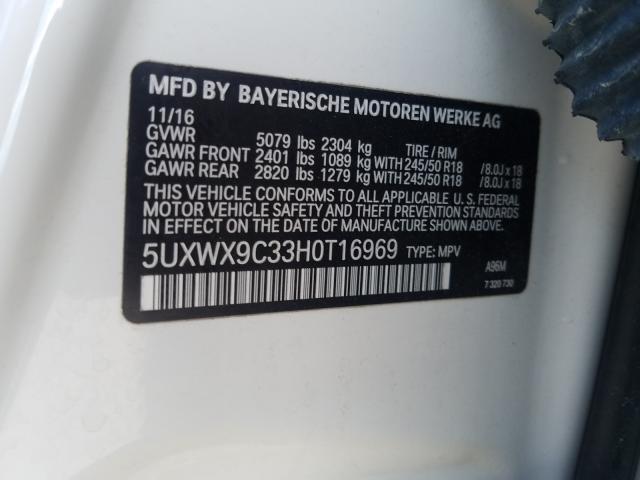 MFD BY BAYERISCHE MOTOREN WERKE AG
11/16
GVWR 5079 lbs 2304 kg TIRE / RIM
GAWR FRONT 2401 lbs 1089 kg WITH 245/50 R18 /8.0J x 18
GAWR REAR 2820 lbs 1279 kg WITH 245/50 R18 /8.0J x 18
THIS VEHICLE CONFORMS TO ALL APPLICABLE U. S. FEDERAL
MOTOR VEHICLE SAFETY AND THEFT PREVENTION STANDARDS
IN EFFECT ON THE DATE OF MANUFACTURE SHOWN ABOVE.
5UXWX9C33H0T16969 TYPE: MPV
A96M
7 320 730